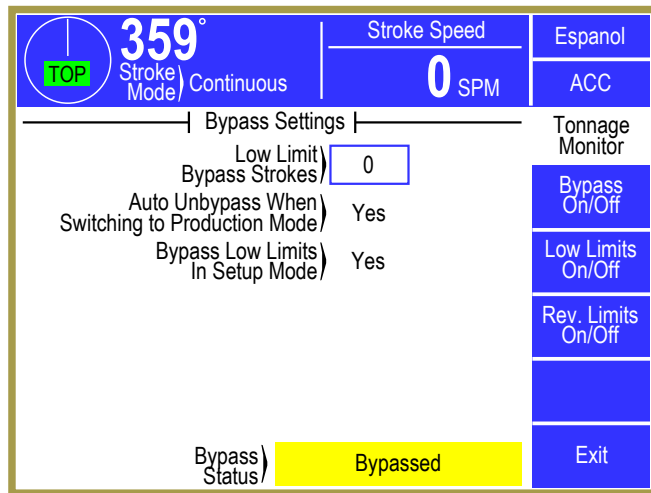 359°
TOP
Stroke Mode) Continuous
Stroke Speed
0 SPM
Espanol
ACC
Bypass Settings
Low Limit
Bypass Strokes) 0
Auto Unbypass When
Switching to Production Mode) Yes
Bypass Low Limits
In Setup Mode) Yes
Bypass
Status) Bypassed
Tonnage
Monitor
Bypass
On/Off
Low Limits
On/Off
Rev. Limits
On/Off
Exit